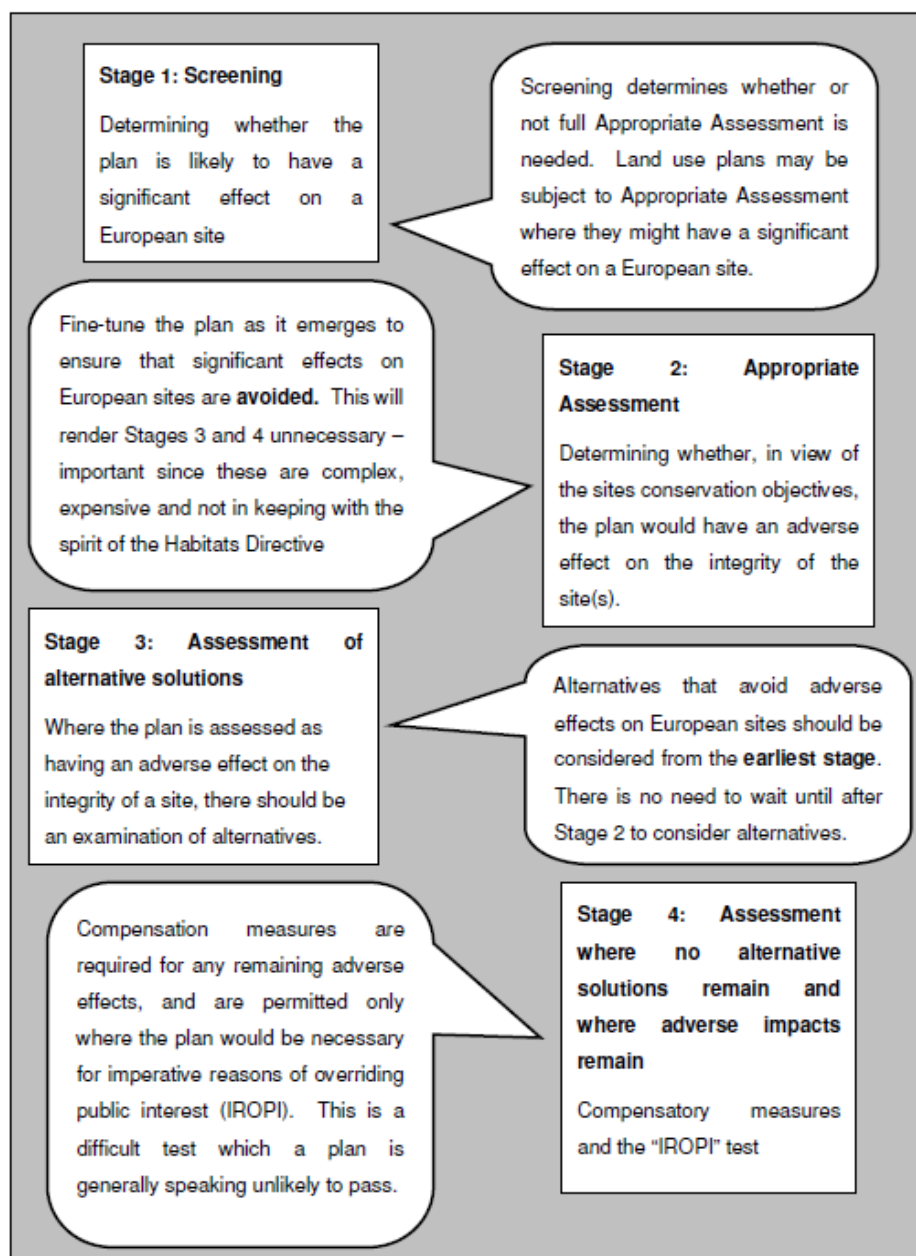 Stage 1: Screening
Determining whether the
plan is likely to have a
significant effect on a
European site
Screening determines whether or
not full Appropriate Assessment is
needed. Land use plans may be
subject to Appropriate Assessment
where they might have a significant
effect on a European site.
Fine-tune the plan as it emerges to
ensure that significant effects on
European sites are avoided. This will
render Stages 3 and 4 unnecessary –
important since these are complex,
expensive and not in keeping with the
spirit of the Habitats Directive
Stage 2: Appropriate
Assessment
Determining whether, in view of
the sites conservation objectives,
the plan would have an adverse
effect on the integrity of the
site(s).
Stage 3: Assessment of
alternative solutions
Where the plan is assessed as
having an adverse effect on the
integrity of a site, there should be
an examination of alternatives.
Alternatives that avoid adverse
effects on European sites should be
considered from the earliest stage.
There is no need to wait until after
Stage 2 to consider alternatives.
Compensation measures are
required for any remaining adverse
effects, and are permitted only
where the plan would be necessary
for imperative reasons of overriding
public interest (IROPI). This is a
difficult test which a plan is
generally speaking unlikely to pass.
Stage 4: Assessment
where no alternative
solutions remain and
where adverse impacts
remain
Compensatory measures
and the “IROPI” test